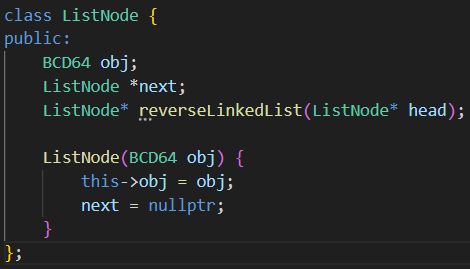 class ListNode {
public:
    BCD64 obj;
    ListNode *next;
    ListNode* reverseLinkedList(ListNode* head);

    ListNode(BCD64 obj) {
        this->obj = obj;
        next = nullptr;
    }
};